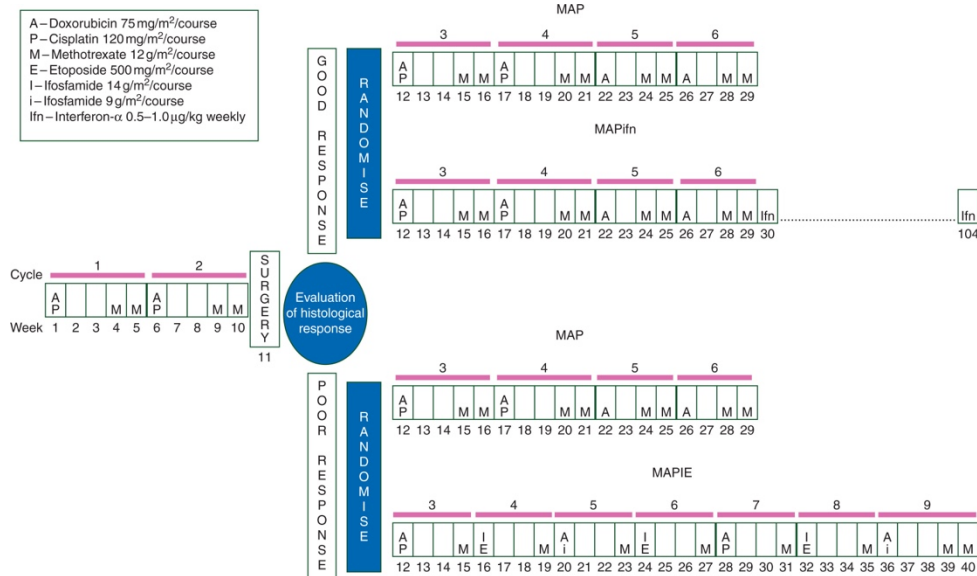 A – Doxorubicin 75 mg/m²/course
P – Cisplatin 120 mg/m²/course
M – Methotrexate 12 g/m²/course
E – Etoposide 500 mg/m²/course
I – Ifosfamide 14 g/m²/course
i – Ifosfamide 9 g/m²/course
Ifn – Interferon-α 0.5–1.0 µg/kg weekly
Cycle
1 2
A P M M A P M M
Week 1 2 3 4 5 6 7 8 9 10
SURGERY
11
Evaluation
of histological
response
GOOD RESPONSE
RANDOMISE
MAP
3 4 5 6
A P M M A P M M A M M A M M
12 13 14 15 16 17 18 19 20 21 22 23 24 25 26 27 28 29
MAPifn
3 4 5 6
A P M M A P M M A M M A M M Ifn Ifn
12 13 14 15 16 17 18 19 20 21 22 23 24 25 26 27 28 29 30 104
POOR RESPONSE
RANDOMISE
MAP
3 4 5 6
A P M M A P M M A M M A M M
12 13 14 15 16 17 18 19 20 21 22 23 24 25 26 27 28 29
MAPIE
3 4 5 6 7 8 9
A P M I E M A i M I E M A P M I E M A i M M
12 13 14 15 16 17 18 19 20 21 22 23 24 25 26 27 28 29 30 31 32 33 34 35 36 37 38 39 40